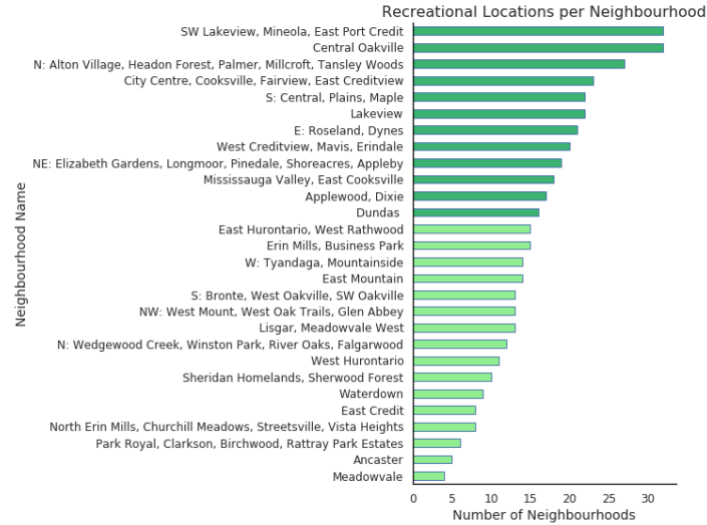 Recreational Locations per Neighbourhood
SW Lakeview, Mineola, East Port Credit
Central Oakville
N: Alton Village, Headon Forest, Palmer, Millcroft, Tansley Woods
City Centre, Cooksville, Fairview, East Creditview
S: Central, Plains, Maple
Lakeview
E: Roseland, Dynes
West Creditview, Mavis, Erindale
NE: Elizabeth Gardens, Longmoor, Pinedale, Shoreacres, Appleby
Mississauga Valley, East Cooksville
Applewood, Dixie
Dundas
East Hurontario, West Rathwood
Erin Mills, Business Park
W: Tyandaga, Mountainside
East Mountain
S: Bronte, West Oakville, SW Oakville
NW: West Mount, West Oak Trails, Glen Abbey
Lisgar, Meadowvale West
N: Wedgewood Creek, Winston Park, River Oaks, Falgarwood
West Hurontario
Sheridan Homelands, Sherwood Forest
Waterdown
East Credit
North Erin Mills, Churchill Meadows, Streetsville, Vista Heights
Park Royal, Clarkson, Birchwood, Rattray Park Estates
Ancaster
Meadowvale
Neighbourhood Name
0 5 10 15 20 25 30
Number of Neighbourhoods